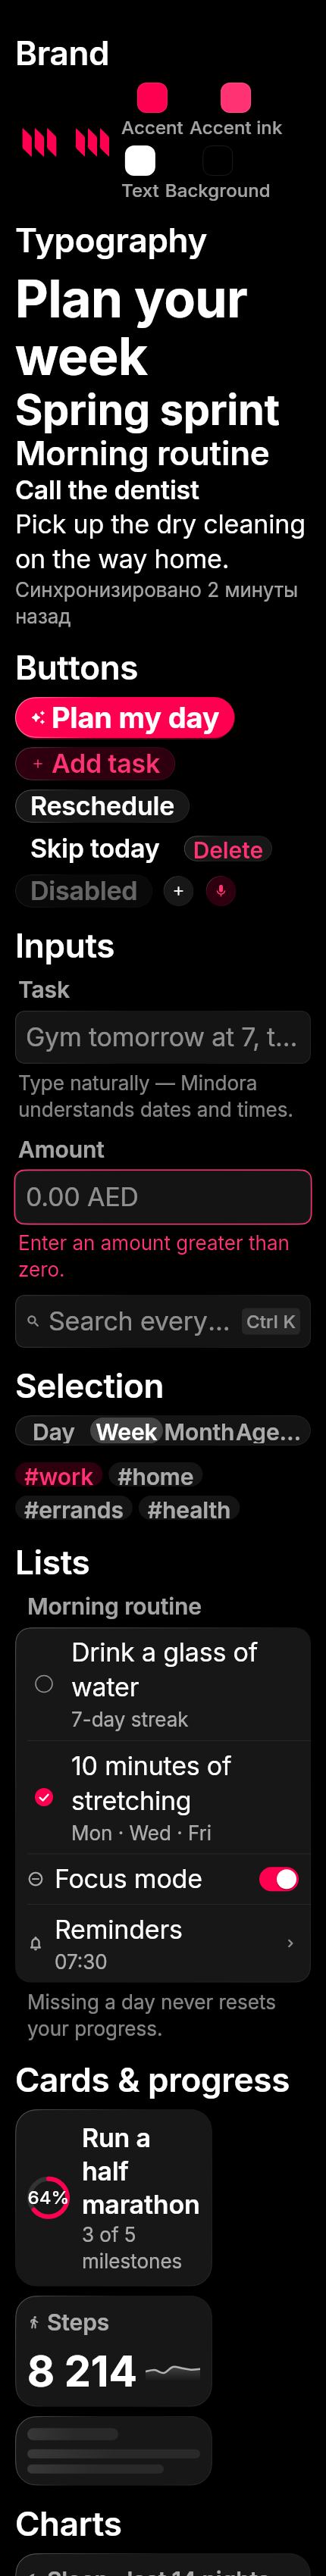 Brand
Accent Accent ink
Text Background
Typography
Plan your
week
Spring sprint
Morning routine
Call the dentist
Pick up the dry cleaning
on the way home.
Синхронизировано 2 минуты
назад
Buttons
Plan my day
+ Add task
Reschedule
Skip today Delete
Disabled +
Inputs
Task
Gym tomorrow at 7, t...
Type naturally — Mindora
understands dates and times.
Amount
0.00 AED
Enter an amount greater than
zero.
Search every... Ctrl K
Selection
Day Week Month Age...
#work #home
#errands #health
Lists
Morning routine
Drink a glass of
water
7-day streak
10 minutes of
stretching
Mon · Wed · Fri
Focus mode
Reminders
07:30
Missing a day never resets
your progress.
Cards & progress
Run a
half
marathon
64%
3 of 5
milestones
Steps
8 214
Charts